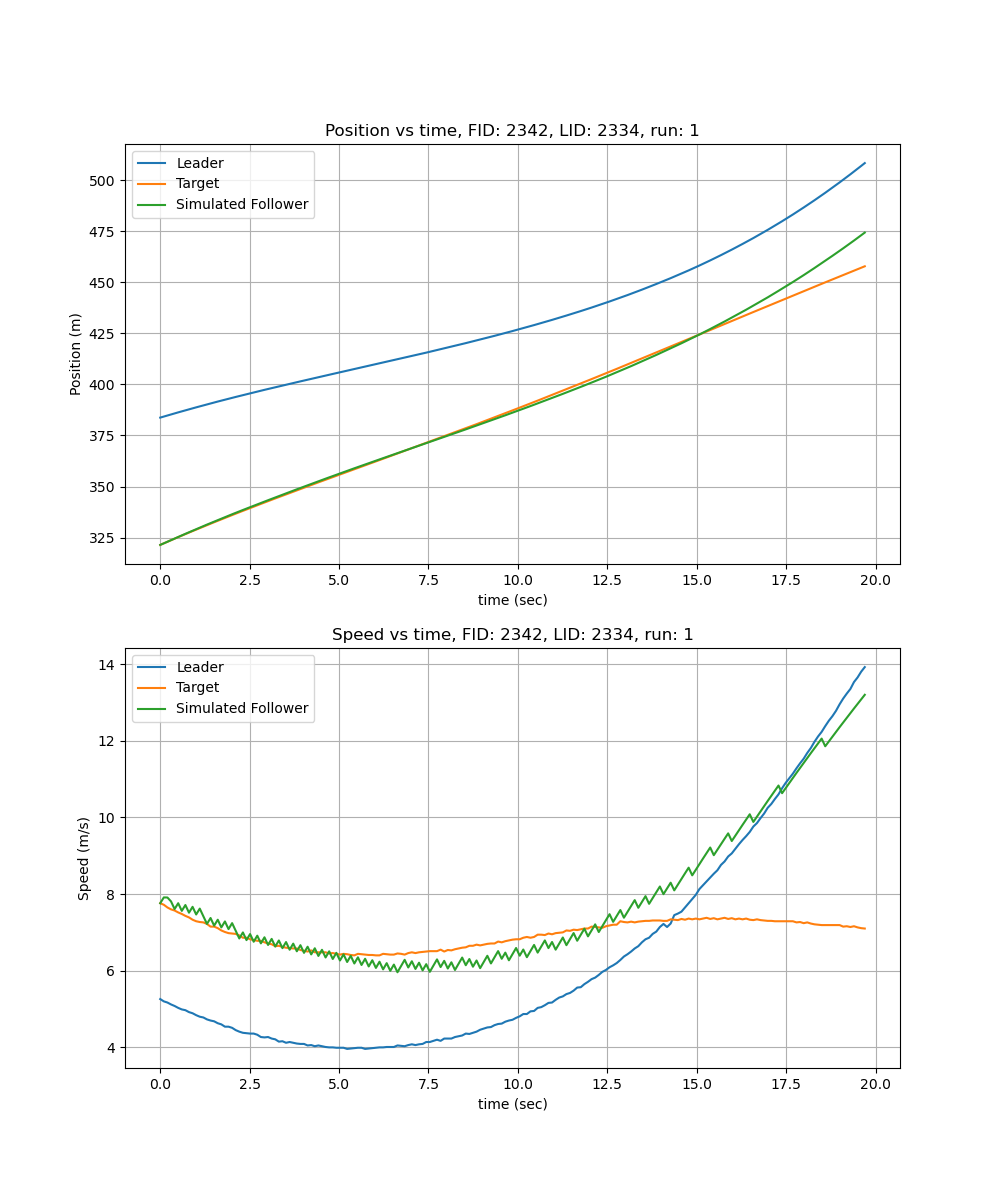 Position vs time, FID: 2342, LID: 2334, run: 1
Leader
Target
Simulated Follower
500
475
450
425
400
375
350
325
Position (m)
0.0 2.5 5.0 7.5 10.0 12.5 15.0 17.5 20.0
time (sec)
Speed vs time, FID: 2342, LID: 2334, run: 1
Leader
Target
Simulated Follower
14
12
10
8
6
4
Speed (m/s)
0.0 2.5 5.0 7.5 10.0 12.5 15.0 17.5 20.0
time (sec)